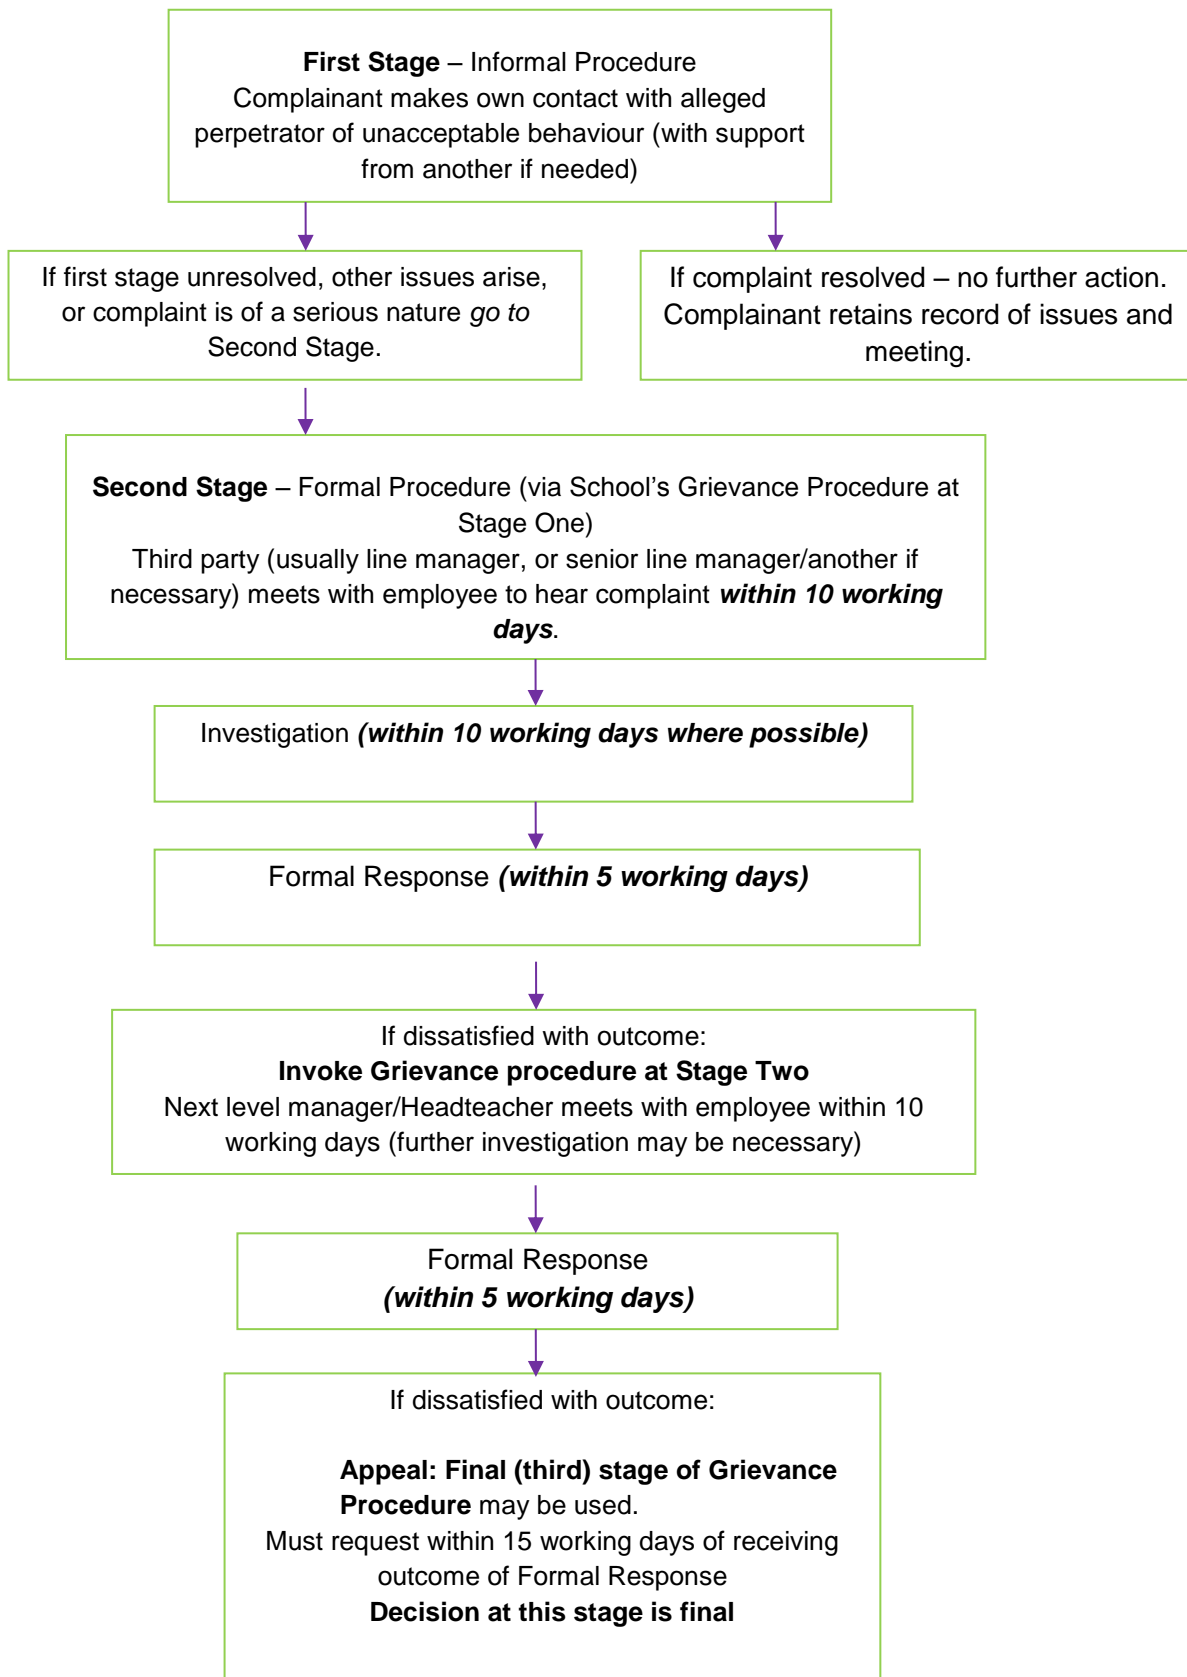 First Stage – Informal Procedure
Complainant makes own contact with alleged
perpetrator of unacceptable behaviour (with support
from another if needed)
If first stage unresolved, other issues arise,
or complaint is of a serious nature go to
Second Stage.
If complaint resolved – no further action.
Complainant retains record of issues and
meeting.
Second Stage – Formal Procedure (via School’s Grievance Procedure at
Stage One)
Third party (usually line manager, or senior line manager/another if
necessary) meets with employee to hear complaint within 10 working
days.
Investigation (within 10 working days where possible)
Formal Response (within 5 working days)
If dissatisfied with outcome:
Invoke Grievance procedure at Stage Two
Next level manager/Headteacher meets with employee within 10
working days (further investigation may be necessary)
Formal Response
(within 5 working days)
If dissatisfied with outcome:
Appeal: Final (third) stage of Grievance
Procedure may be used.
Must request within 15 working days of receiving
outcome of Formal Response
Decision at this stage is final